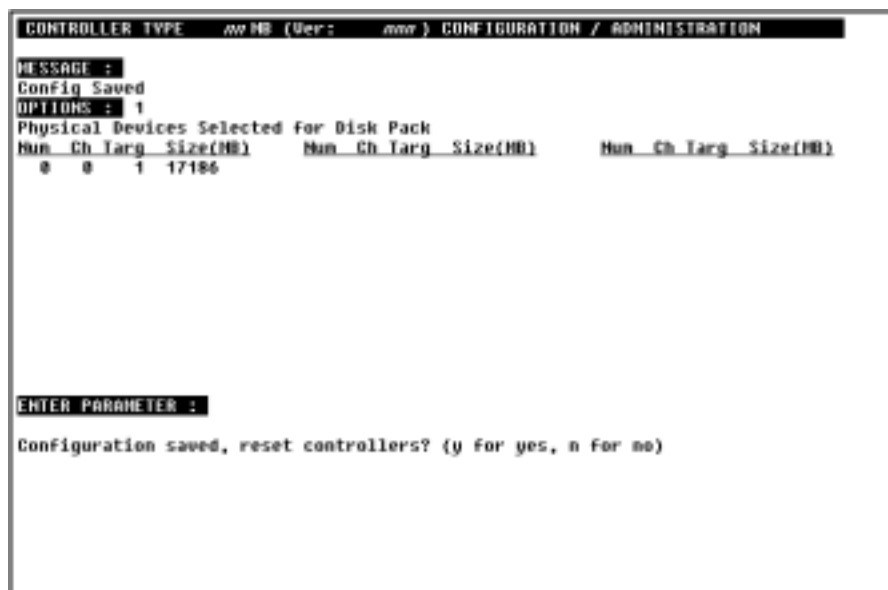 CONTROLLER TYPE nn MB (Ver: nnn) CONFIGURATION / ADMINISTRATION
MESSAGE :
Config Saved
OPTIONS : 1
Physical Devices Selected for Disk Pack
Num Ch Targ Size(MB) Num Ch Targ Size(MB) Num Ch Targ Size(MB)
0 0 1 17186
ENTER PARAMETER :
Configuration saved, reset controllers? (y for yes, n for no)